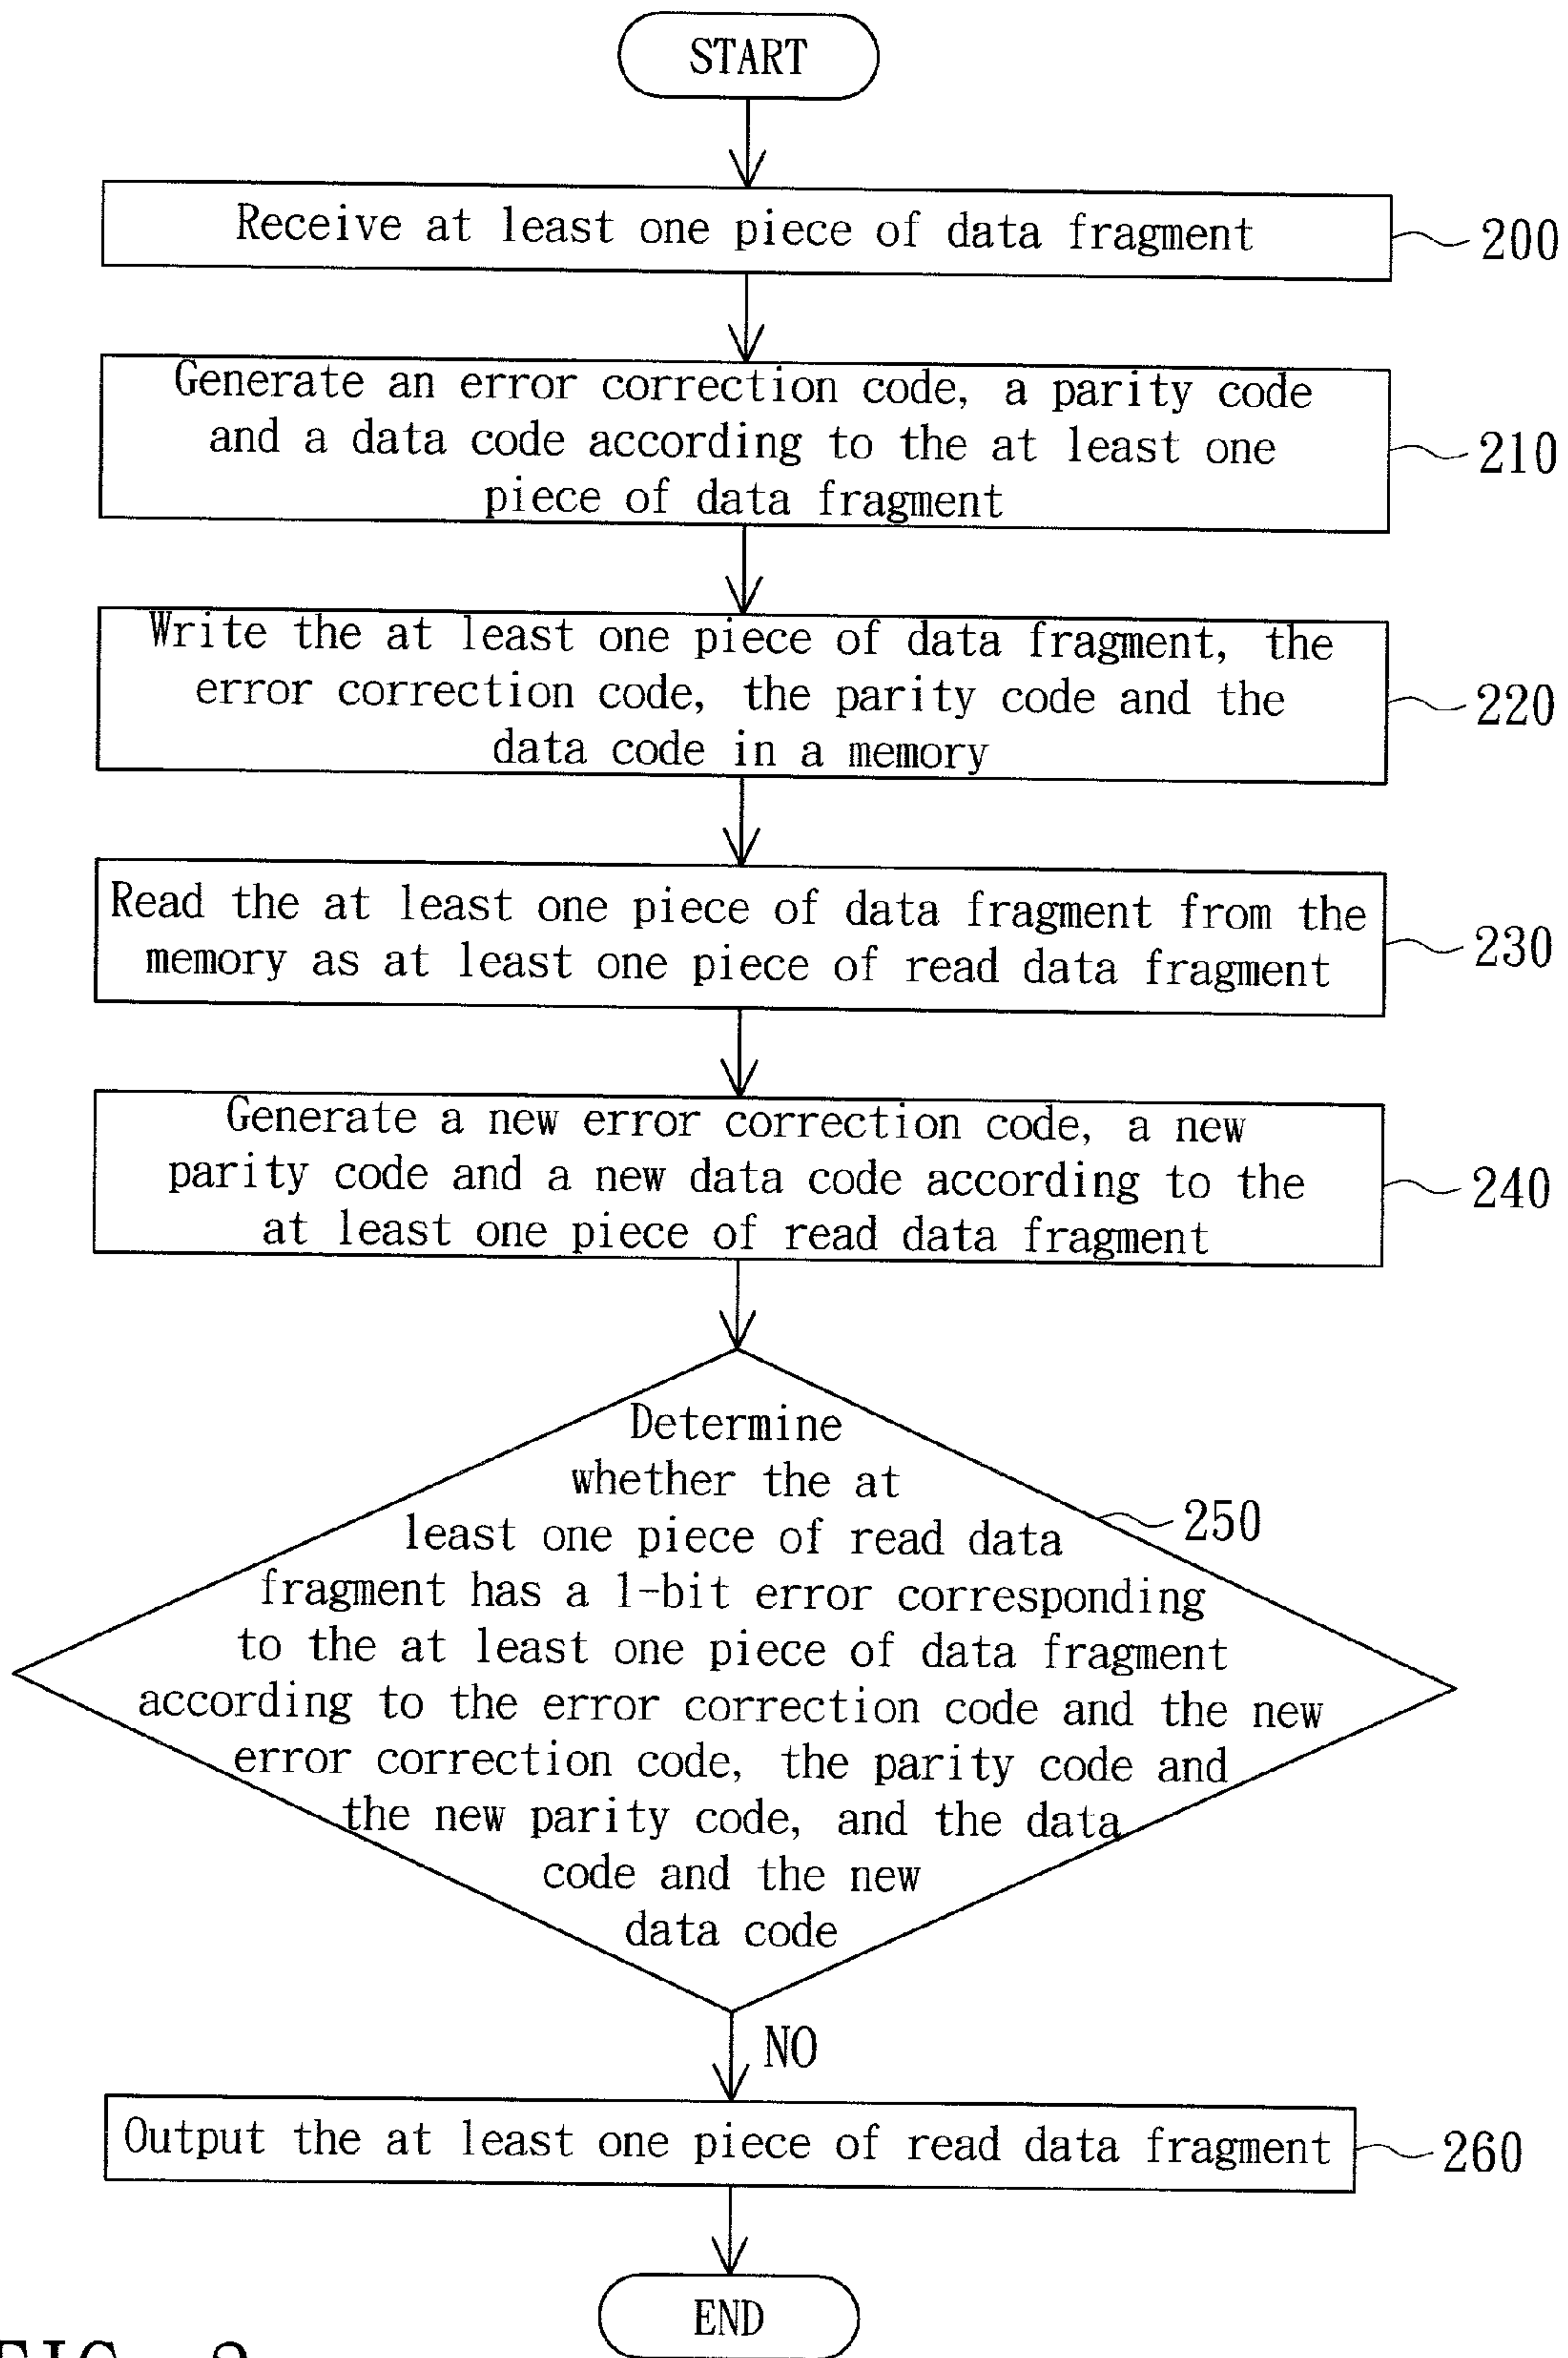 START
Receive at least one piece of data fragment
200
Generate an error correction code, a parity code
and a data code according to the at least one
piece of data fragment
210
Write the at least one piece of data fragment, the
error correction code, the parity code and the
data code in a memory
220
Read the at least one piece of data fragment from the
memory as at least one piece of read data fragment
230
Generate a new error correction code, a new
parity code and a new data code according to the
at least one piece of read data fragment
240
Determine
whether the at
least one piece of read data
fragment has a 1-bit error corresponding
to the at least one piece of data fragment
according to the error correction code and the new
error correction code, the parity code and
the new parity code, and the data
code and the new
data code
250
NO
Output the at least one piece of read data fragment
260
END